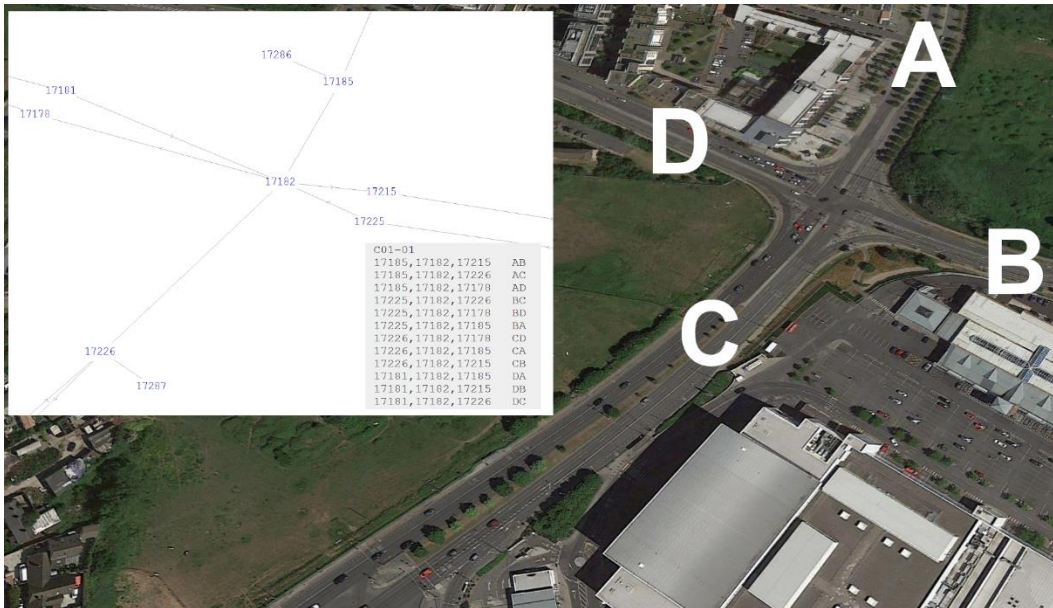 A
17286
17185
17181
17178
D
17182
17215
17225
C01-01
17185,17182,17215 AB
17185,17182,17226 AC
17185,17182,17178 AD
17225,17182,17226 BC
17225,17182,17178 BD
17225,17182,17185 BA
17226,17182,17178 CD
17226,17182,17185 CA
17226,17182,17215 CB
17181,17182,17185 DA
17181,17182,17215 DB
17181,17182,17226 DC
B
C
17226
17287